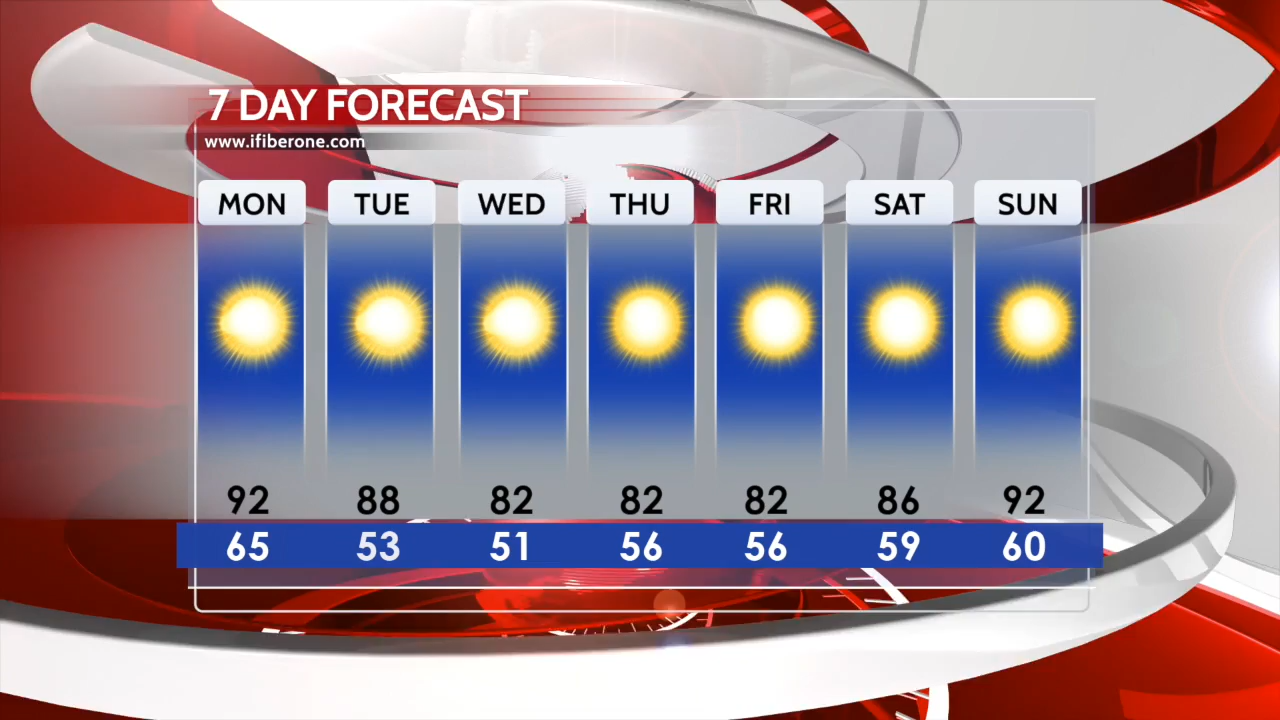 7 DAY FORECAST
www.ifiberone.com
MON TUE WED THU FRI SAT SUN
92 88 82 82 82 86 92
65 53 51 56 56 59 60